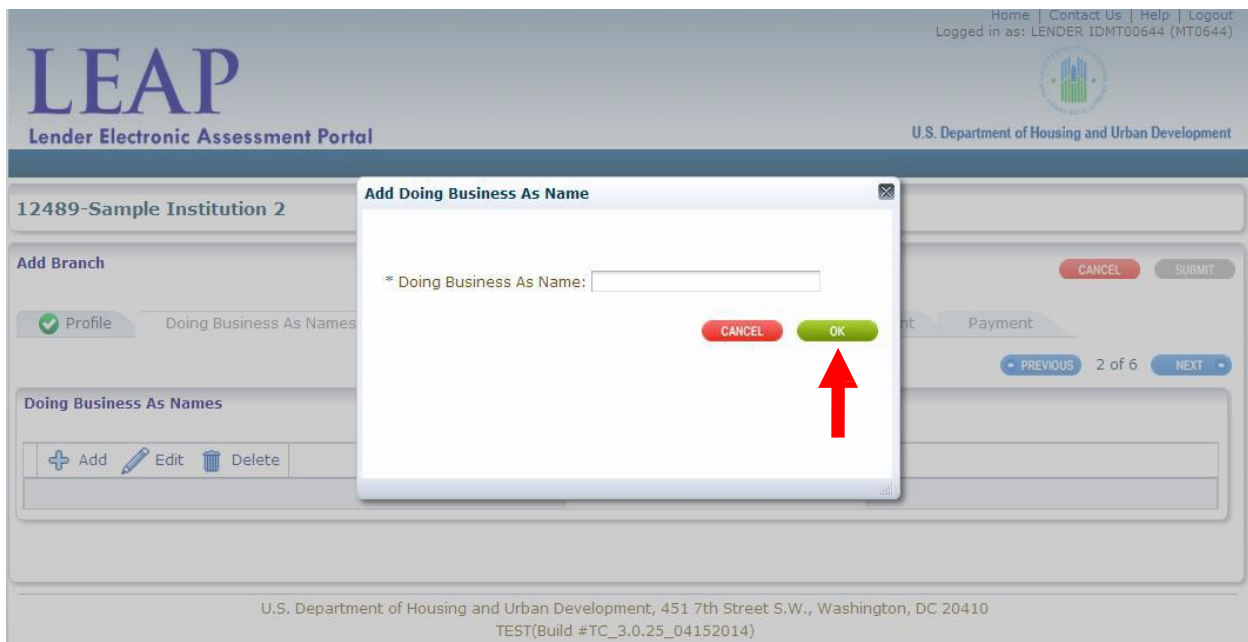 Home | Contact Us | Help | Logout
Logged in as: LENDER IDMT00644 (MT0644)
LEAP
Lender Electronic Assessment Portal
U.S. Department of Housing and Urban Development
12489-Sample Institution 2
Add Doing Business As Name
* Doing Business As Name:
CANCEL OK
Add Branch
CANCEL SUBMIT
Profile Doing Business As Names nt Payment
PREVIOUS 2 of 6 NEXT
Doing Business As Names
Add Edit Delete
U.S. Department of Housing and Urban Development, 451 7th Street S.W., Washington, DC 20410
TEST(Build #TC_3.0.25_04152014)